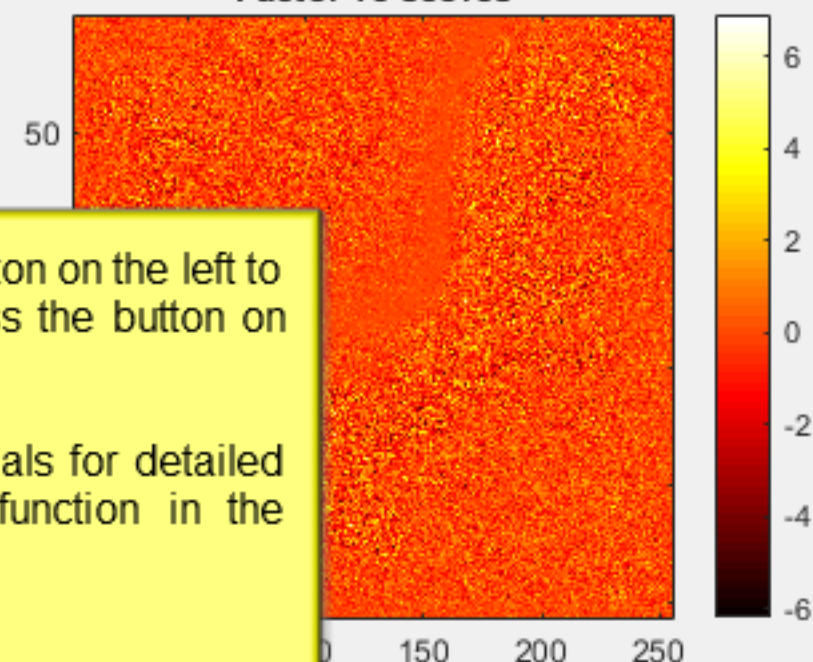 50
ton on the left to
s the button on
als for detailed
function in the
150 200 250
6
4
2
0
-2
-4
-6